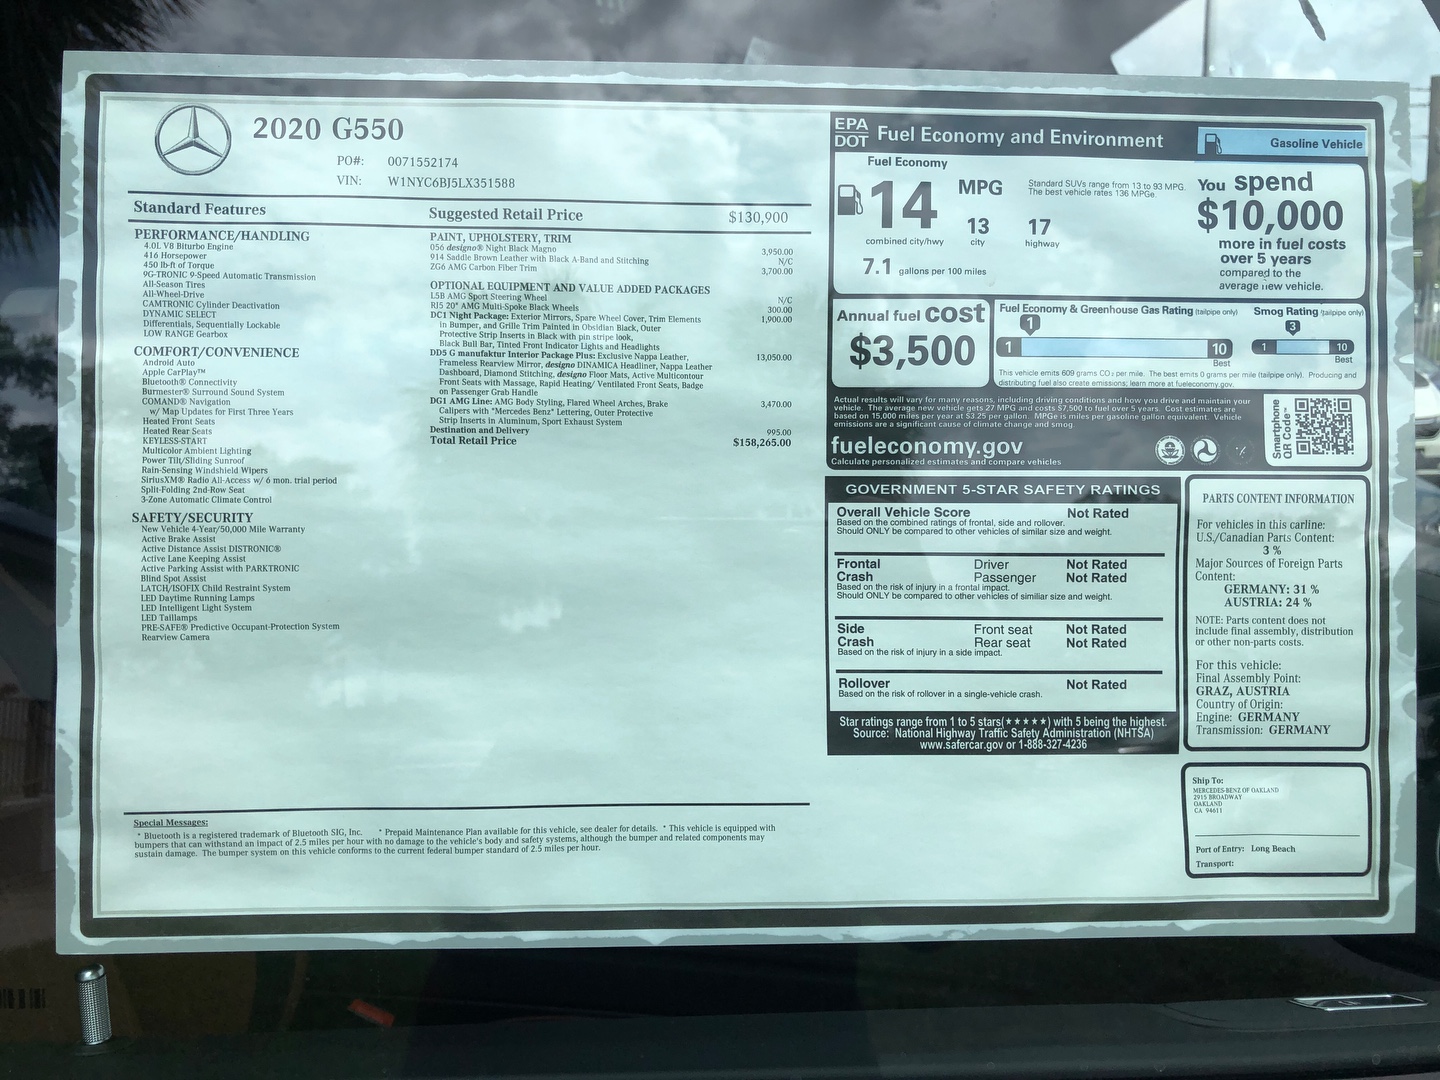 2020 G550
PO#: 0071552174
VIN: W1NYC6BJ5LX351588
Standard Features
PERFORMANCE/HANDLING
4.0L V8 Biturbo Engine
416 Horsepower
450 lb-ft of Torque
9G-TRONIC 9-Speed Automatic Transmission
All-Season Tires
All-Wheel-Drive
CAMTRONIC Cylinder Deactivation
DYNAMIC SELECT
Differentials, Sequentially Lockable
LOW RANGE Gearbox
COMFORT/CONVENIENCE
Android Auto
Apple CarPlay™
Bluetooth® Connectivity
Burmester® Surround Sound System
COMAND® Navigation
w/ Map Updates for First Three Years
Heated Front Seats
Heated Rear Seats
KEYLESS-START
Multicolor Ambient Lighting
Power Tilt/Sliding Sunroof
Rain-Sensing Windshield Wipers
SiriusXM® Radio All-Access w/ 6 mon. trial period
Split-Folding 2nd-Row Seat
3-Zone Automatic Climate Control
SAFETY/SECURITY
New Vehicle 4-Year/50,000 Mile Warranty
Active Brake Assist
Active Distance Assist DISTRONIC®
Active Lane Keeping Assist
Active Parking Assist with PARKTRONIC
Blind Spot Assist
LATCH/ISOFIX Child Restraint System
LED Daytime Running Lamps
LED Intelligent Light System
LED Taillamps
PRE-SAFE® Predictive Occupant-Protection System
Rearview Camera
Suggested Retail Price $130,900
PAINT, UPHOLSTERY, TRIM
056 designo® Night Black Magno 3,950.00
914 Saddle Brown Leather with Black A-Band and Stitching N/C
ZG6 AMG Carbon Fiber Trim 3,700.00
OPTIONAL EQUIPMENT AND VALUE ADDED PACKAGES
L5B AMG Sport Steering Wheel N/C
RJ5 20" AMG Multi-Spoke Black Wheels 300.00
DC1 Night Package: Exterior Mirrors, Spare Wheel Cover, Trim Elements 1,900.00
in Bumper, and Grille Trim Painted in Obsidian Black, Outer
Protective Strip Inserts in Black with pin stripe look,
Black Bull Bar, Tinted Front Indicator Lights and Headlights
DD5 G manufaktur Interior Package Plus: Exclusive Nappa Leather, 13,050.00
Frameless Rearview Mirror, designo DINAMICA Headliner, Nappa Leather
Dashboard, Diamond Stitching, designo Floor Mats, Active Multicontour
Front Seats with Massage, Rapid Heating/ Ventilated Front Seats, Badge
on Passenger Grab Handle
DG1 AMG Line: AMG Body Styling, Flared Wheel Arches, Brake 3,470.00
Calipers with "Mercedes Benz" Lettering, Outer Protective
Strip Inserts in Aluminum, Sport Exhaust System
Destination and Delivery 995.00
Total Retail Price $158,265.00
Special Messages:
* Bluetooth is a registered trademark of Bluetooth SIG, Inc. * Prepaid Maintenance Plan available for this vehicle, see dealer for details. * This vehicle is equipped with
bumpers that can withstand an impact of 2.5 miles per hour with no damage to the vehicle's body and safety systems, although the bumper and related components may
sustain damage. The bumper system on this vehicle conforms to the current federal bumper standard of 2.5 miles per hour.
EPA
DOT Fuel Economy and Environment
Gasoline Vehicle
Fuel Economy
14 MPG
combined city/hwy
13 city
17 highway
7.1 gallons per 100 miles
Standard SUVs range from 13 to 93 MPG.
The best vehicle rates 136 MPGe.
You spend
$10,000
more in fuel costs
over 5 years
compared to the
average new vehicle.
Annual fuel cost
$3,500
Fuel Economy & Greenhouse Gas Rating (tailpipe only)
1
1 10
Best
Smog Rating (tailpipe only)
3
1 10
Best
This vehicle emits 609 grams CO2 per mile. The best emits 0 grams per mile (tailpipe only). Producing and
distributing fuel also create emissions; learn more at fueleconomy.gov.
Actual results will vary for many reasons, including driving conditions and how you drive and maintain your
vehicle. The average new vehicle gets 27 MPG and costs $7,500 to fuel over 5 years. Cost estimates are
based on 15,000 miles per year at $3.25 per gallon. MPGe is miles per gasoline gallon equivalent. Vehicle
emissions are a significant cause of climate change and smog.
fueleconomy.gov
Calculate personalized estimates and compare vehicles
Smartphone
QR Code™
GOVERNMENT 5-STAR SAFETY RATINGS
Overall Vehicle Score Not Rated
Based on the combined ratings of frontal, side and rollover.
Should ONLY be compared to other vehicles of similar size and weight.
Frontal Driver Not Rated
Crash Passenger Not Rated
Based on the risk of injury in a frontal impact.
Should ONLY be compared to other vehicles of similiar size and weight.
Side Front seat Not Rated
Crash Rear seat Not Rated
Based on the risk of injury in a side impact.
Rollover Not Rated
Based on the risk of rollover in a single-vehicle crash.
Star ratings range from 1 to 5 stars(★★★★★) with 5 being the highest.
Source: National Highway Traffic Safety Administration (NHTSA)
www.safercar.gov or 1-888-327-4236
PARTS CONTENT INFORMATION
For vehicles in this carline:
U.S./Canadian Parts Content:
3 %
Major Sources of Foreign Parts
Content:
GERMANY: 31 %
AUSTRIA: 24 %
NOTE: Parts content does not
include final assembly, distribution
or other non-parts costs.
For this vehicle:
Final Assembly Point:
GRAZ, AUSTRIA
Country of Origin:
Engine: GERMANY
Transmission: GERMANY
Ship To:
MERCEDES-BENZ OF OAKLAND
2915 BROADWAY
OAKLAND
CA 94611
Port of Entry: Long Beach
Transport: